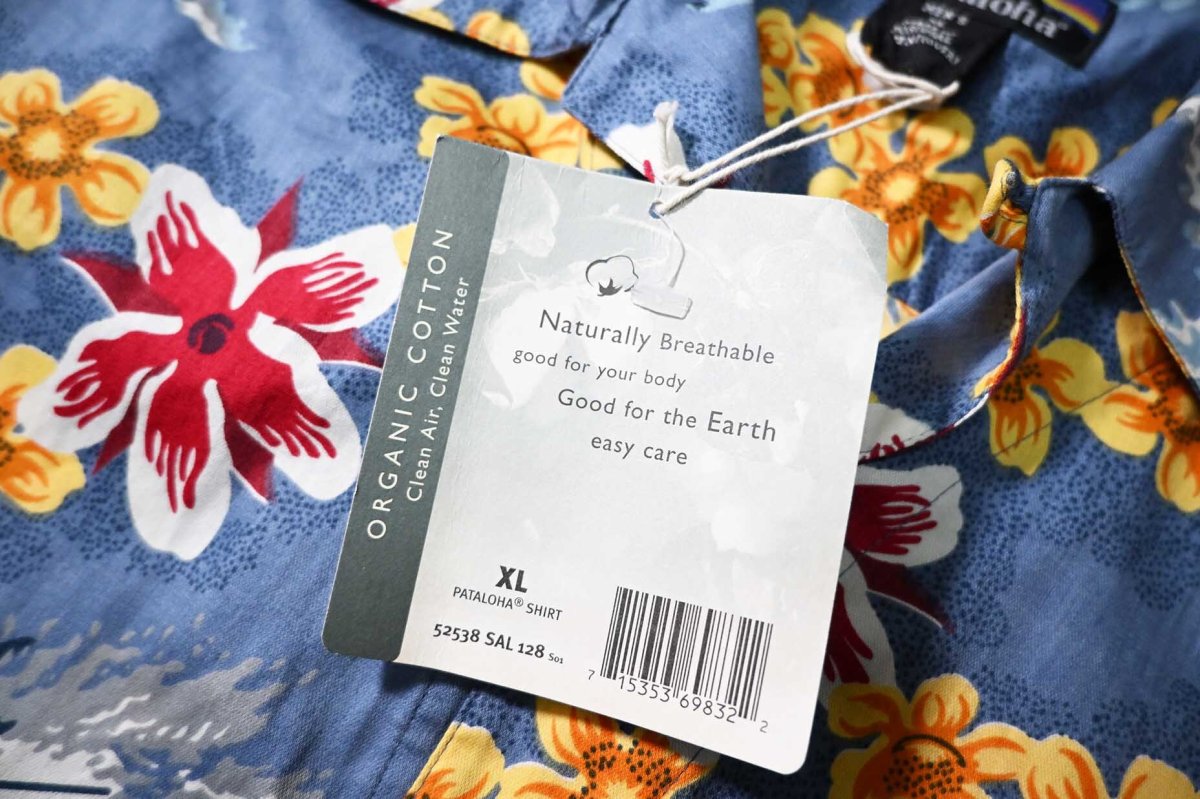 MEN'S
aloha®
ORGANIC COTTON
Clean Air, Clean Water
Naturally Breathable
good for your body
Good for the Earth
easy care
XL
PATALOHA® SHIRT
52538 SAL 128 S01
7 15353 69832 2